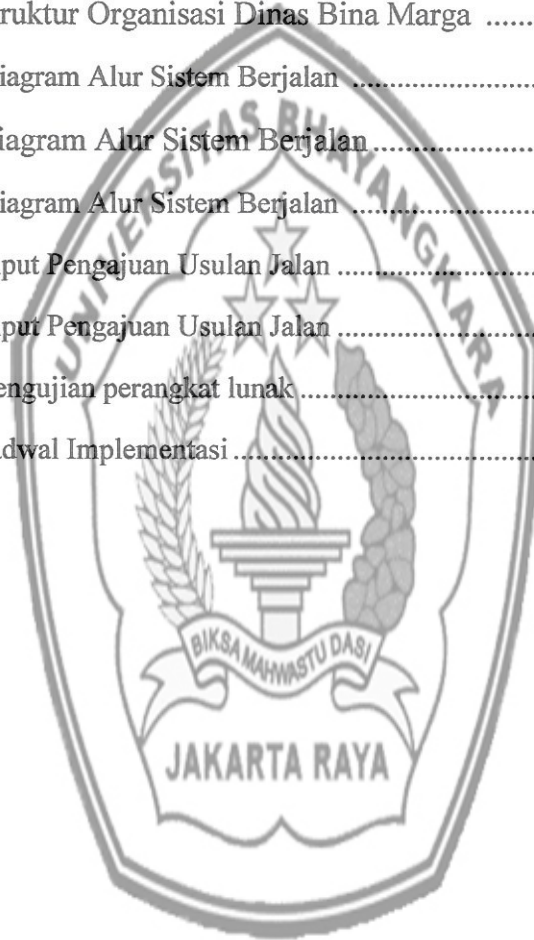 ruktur Organisasi Dinas Bina Marga ......
iagram Alur Sistem Berjalan ......................
iagram Alur Sistem Berjalan ....................
iagram Alur Sistem Berjalan ......................
put Pengajuan Usulan Jalan ........................
put Pengajuan Usulan Jalan ........................
engujian perangkat lunak .............................
adwal Implementasi .......................................
UNIVERSITAS BHAYANGKARA
BIKSA MAHWASTU DASI
JAKARTA RAYA